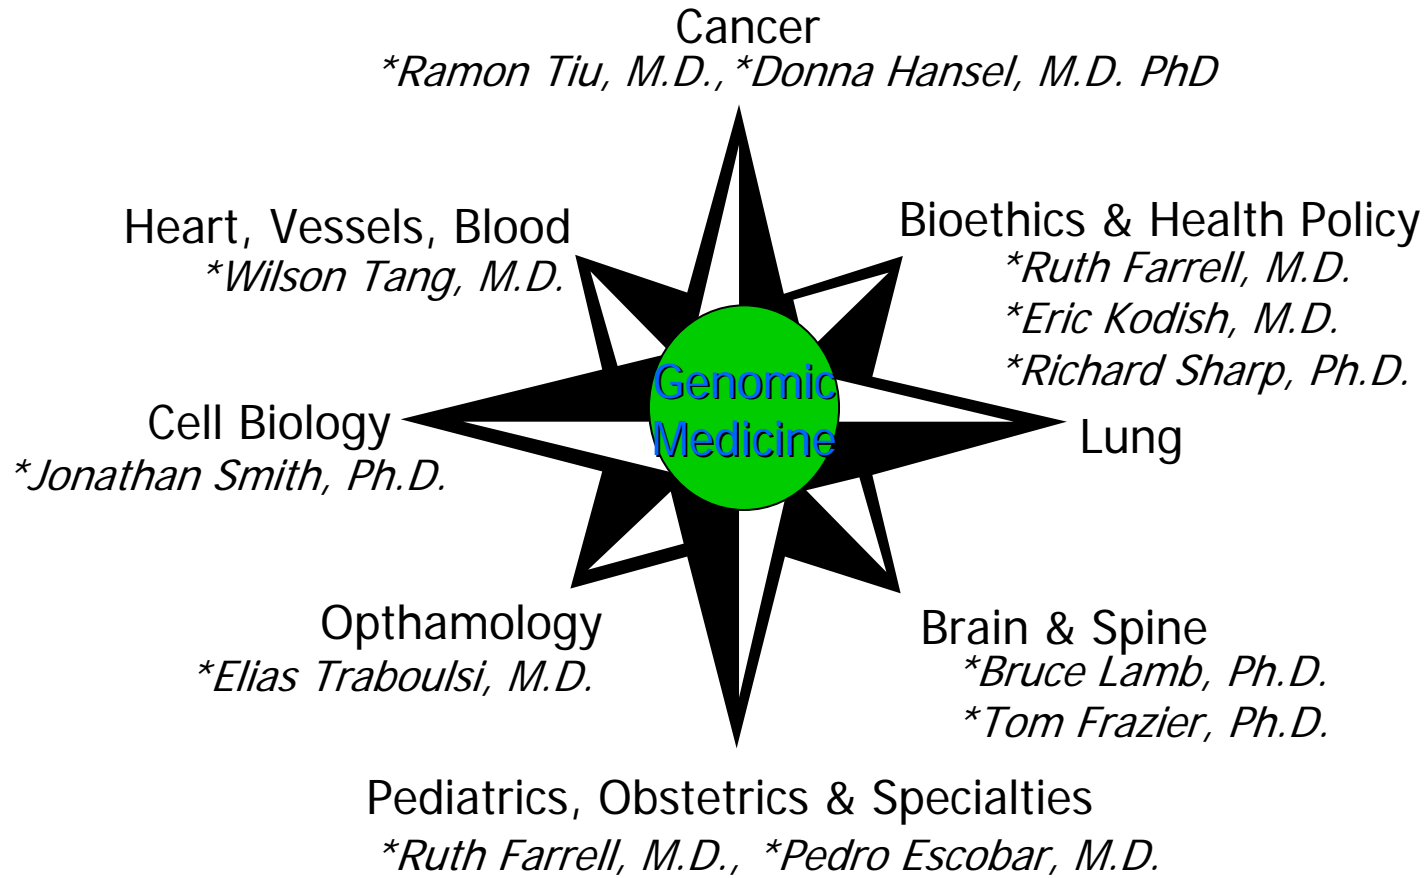 Cancer
*Ramon Tiu, M.D., *Donna Hansel, M.D. PhD
Heart, Vessels, Blood
*Wilson Tang, M.D.
Bioethics & Health Policy
*Ruth Farrell, M.D.
*Eric Kodish, M.D.
*Richard Sharp, Ph.D.
Genomic
Medicine
Cell Biology
*Jonathan Smith, Ph.D.
Lung
Opthamology
*Elias Traboulsi, M.D.
Brain & Spine
*Bruce Lamb, Ph.D.
*Tom Frazier, Ph.D.
Pediatrics, Obstetrics & Specialties
*Ruth Farrell, M.D., *Pedro Escobar, M.D.